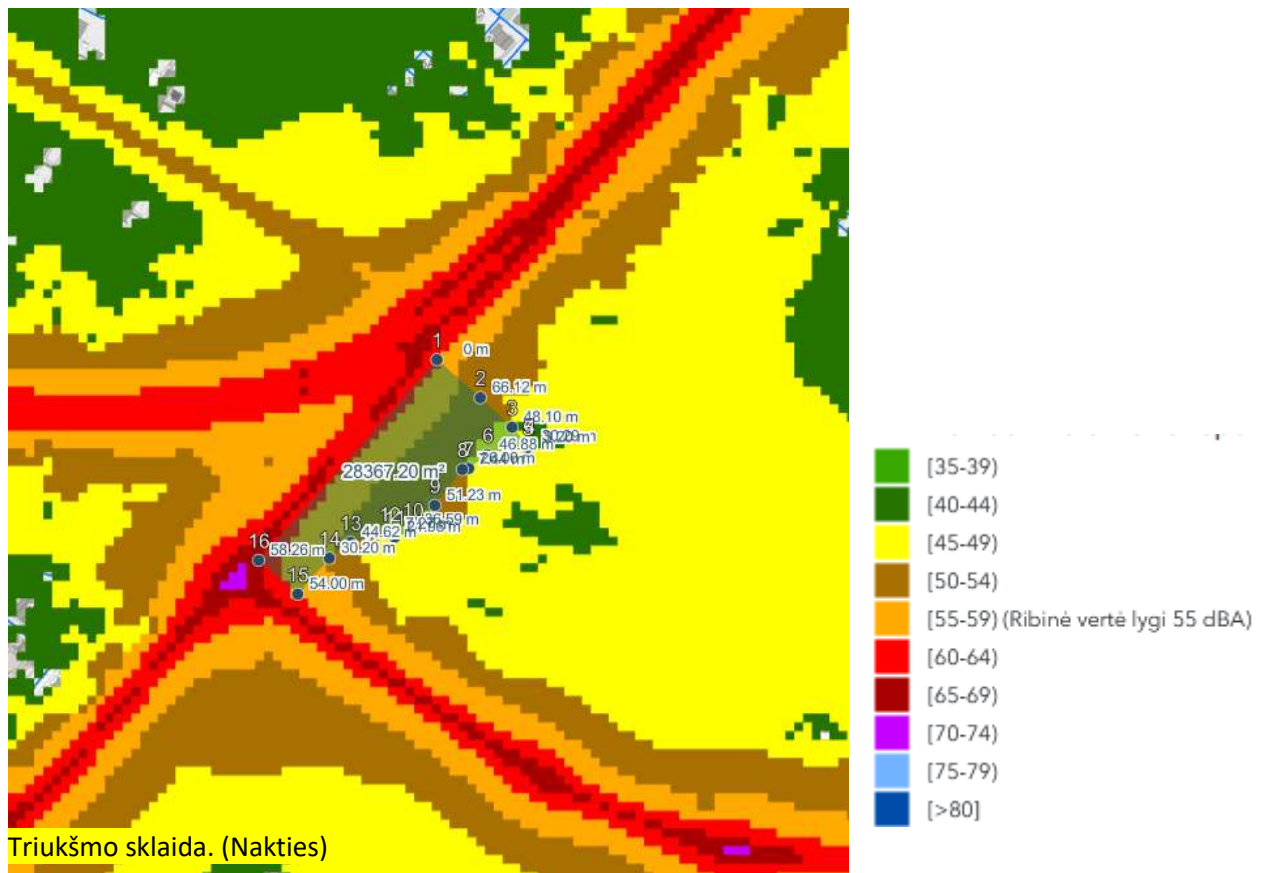 1
0 m
2
66.12 m
3
48.10 m
6
46.88 m
8
7
28367.20 m²
9
51.23 m
10
13
44.62 m
14
30.20 m
16
58.26 m
15
54.00 m
Triukšmo sklaida. (Nakties)
[35-39)
[40-44)
[45-49)
[50-54)
[55-59) (Ribinė vertė lygi 55 dBA)
[60-64)
[65-69)
[70-74)
[75-79)
[>80]